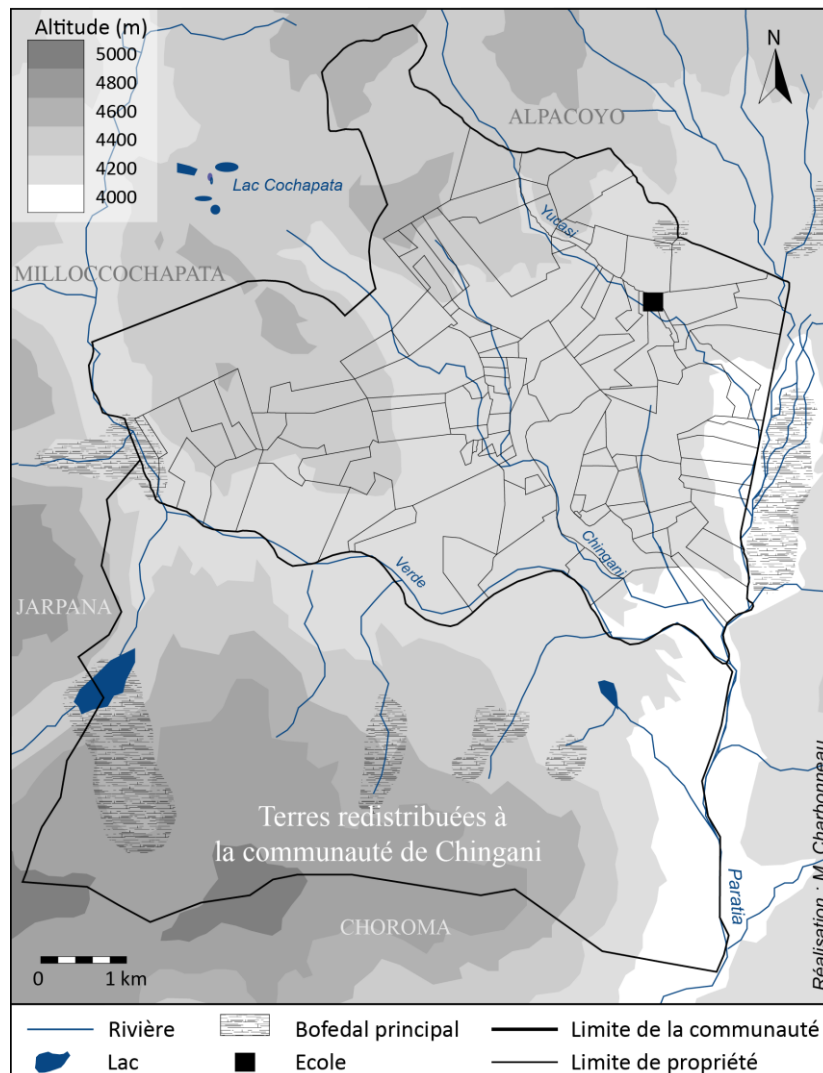 Altitude (m)
5000
4800
4600
4400
4200
4000
N
ALPACOYO
Lac Cochapata
Yucasi
MILLOCCOCHAPATA
Chingani
Verde
JARPANA
Terres redistribuées à
la communauté de Chingani
Paratia
CHOROMA
0 1 km
Réalisation : M. Charbonneau
Rivière
Bofedal principal
Limite de la communauté
Lac
Ecole
Limite de propriété